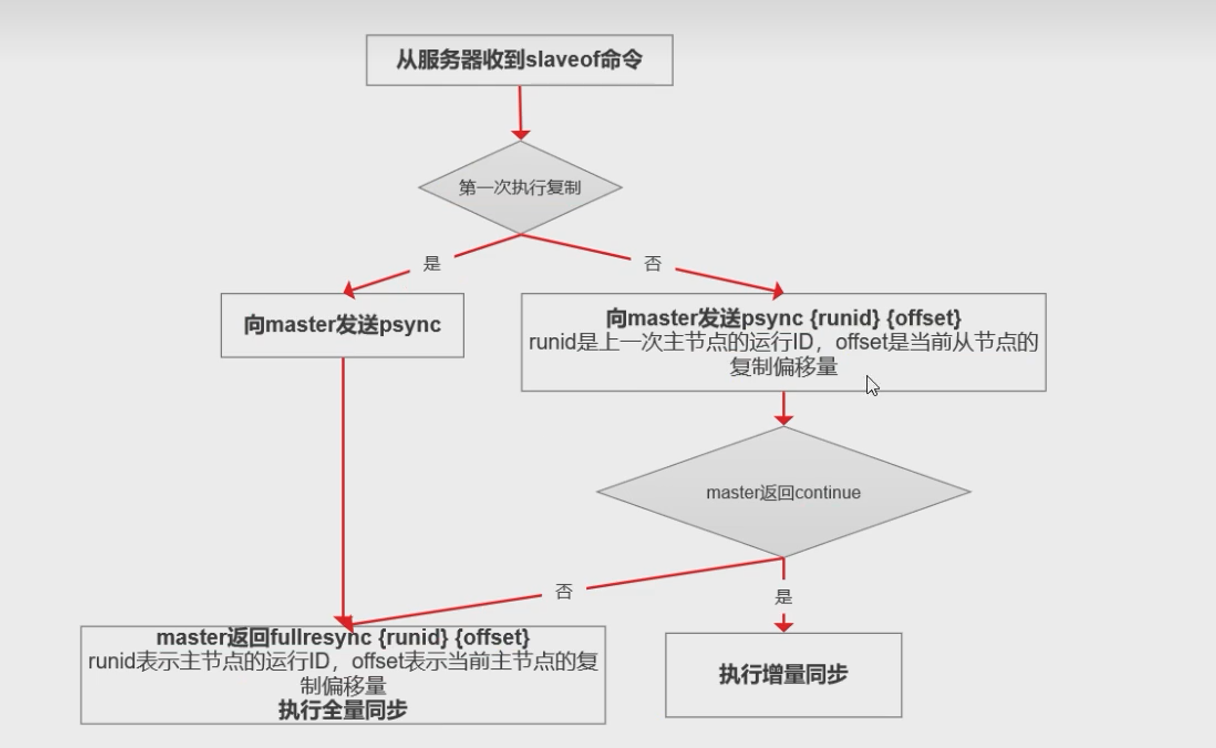 从服务器收到slaveof命令
第一次执行复制
是
否
向master发送psync
向master发送psync {runid} {offset}
runid是上一次主节点的运行ID，offset是当前从节点的
复制偏移量
master返回continue
否
是
master返回fullresync {runid} {offset}
runid表示主节点的运行ID，offset表示当前主节点的复
制偏移量
执行全量同步
执行增量同步